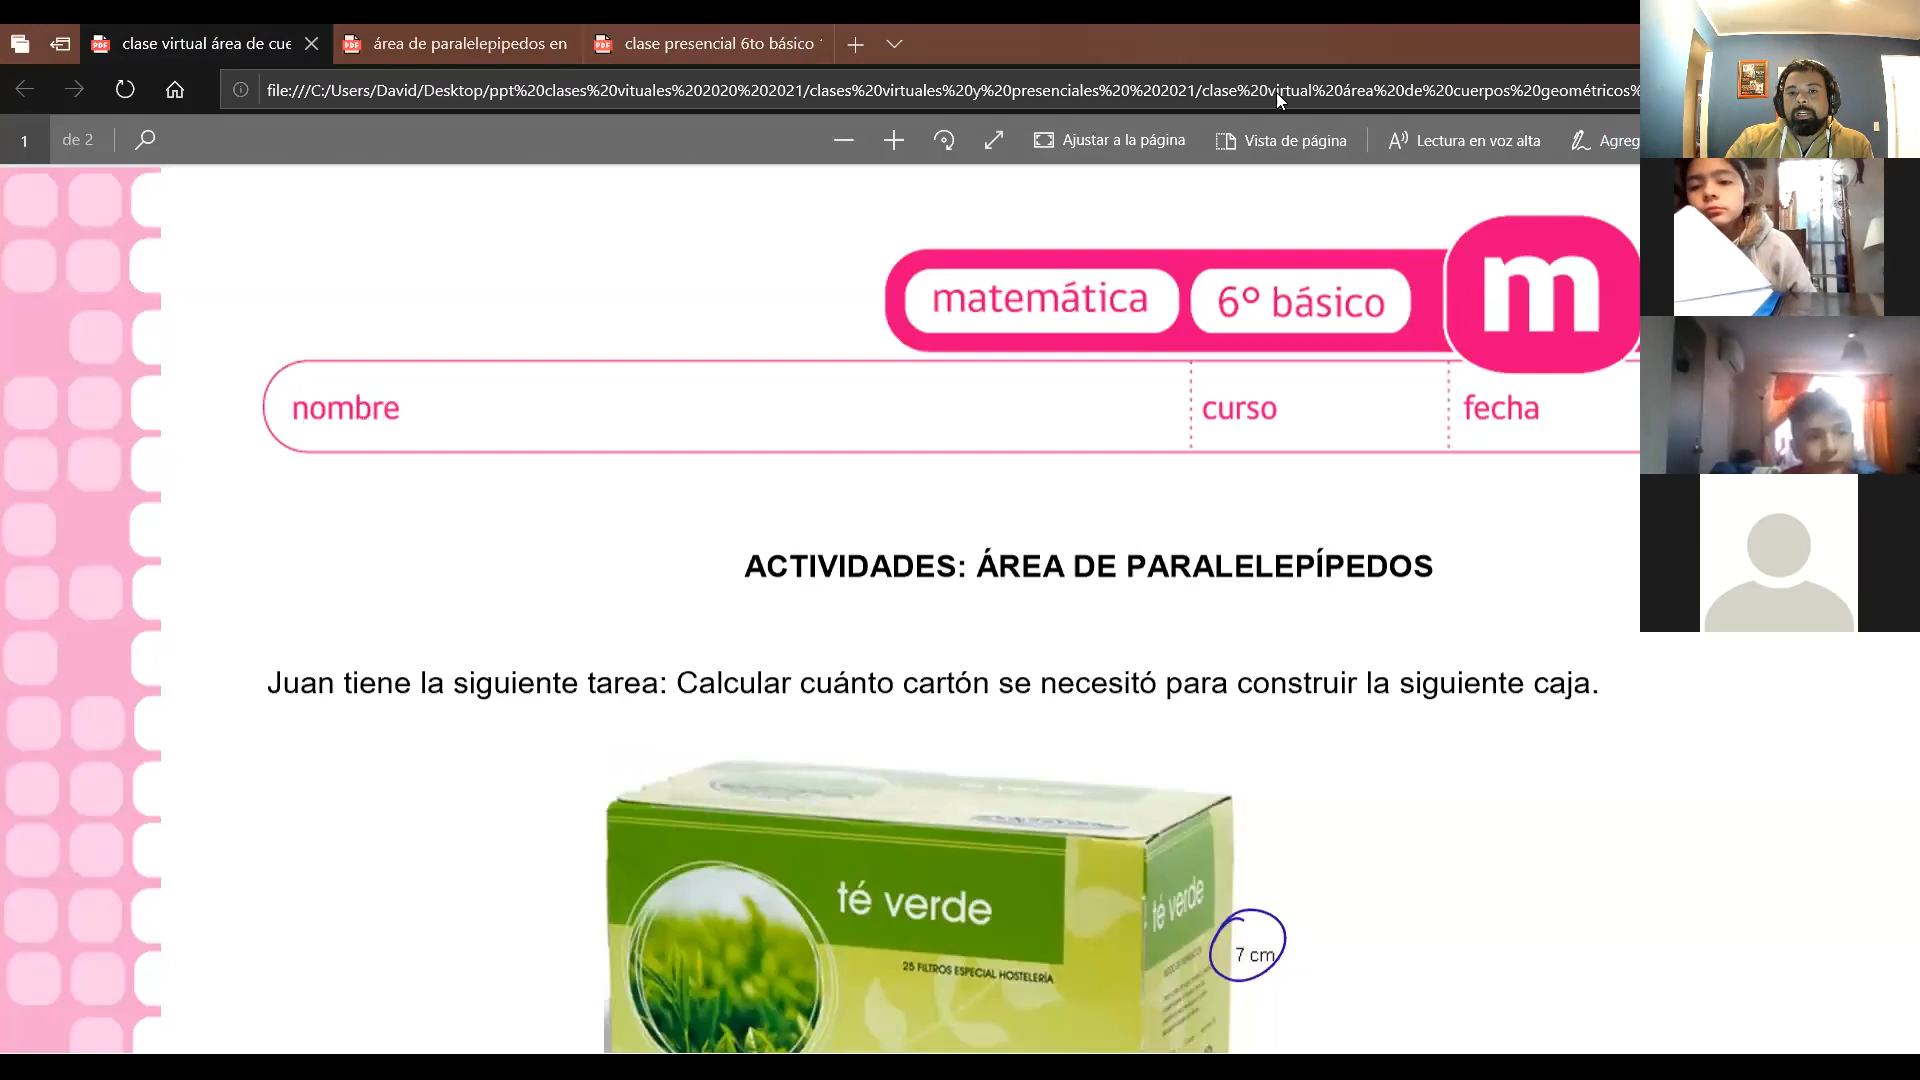 clase virtual área de cue
área de paralelepipedos en
clase presencial 6to básico
file:///C:/Users/David/Desktop/ppt%20clases%20vituales%202020%202021/clases%20virtuales%20y%20presenciales%20%202021/clase%20virtual%20área%20de%20cuerpos%20geométricos%
1 de 2
Ajustar a la página
Vista de página
Lectura en voz alta
Agreg
matemática 6º básico m
nombre curso fecha
ACTIVIDADES: ÁREA DE PARALELEPÍPEDOS
Juan tiene la siguiente tarea: Calcular cuánto cartón se necesitó para construir la siguiente caja.
té verde
té verde
7 cm
25 FILTROS ESPECIAL HOSTELERÍA